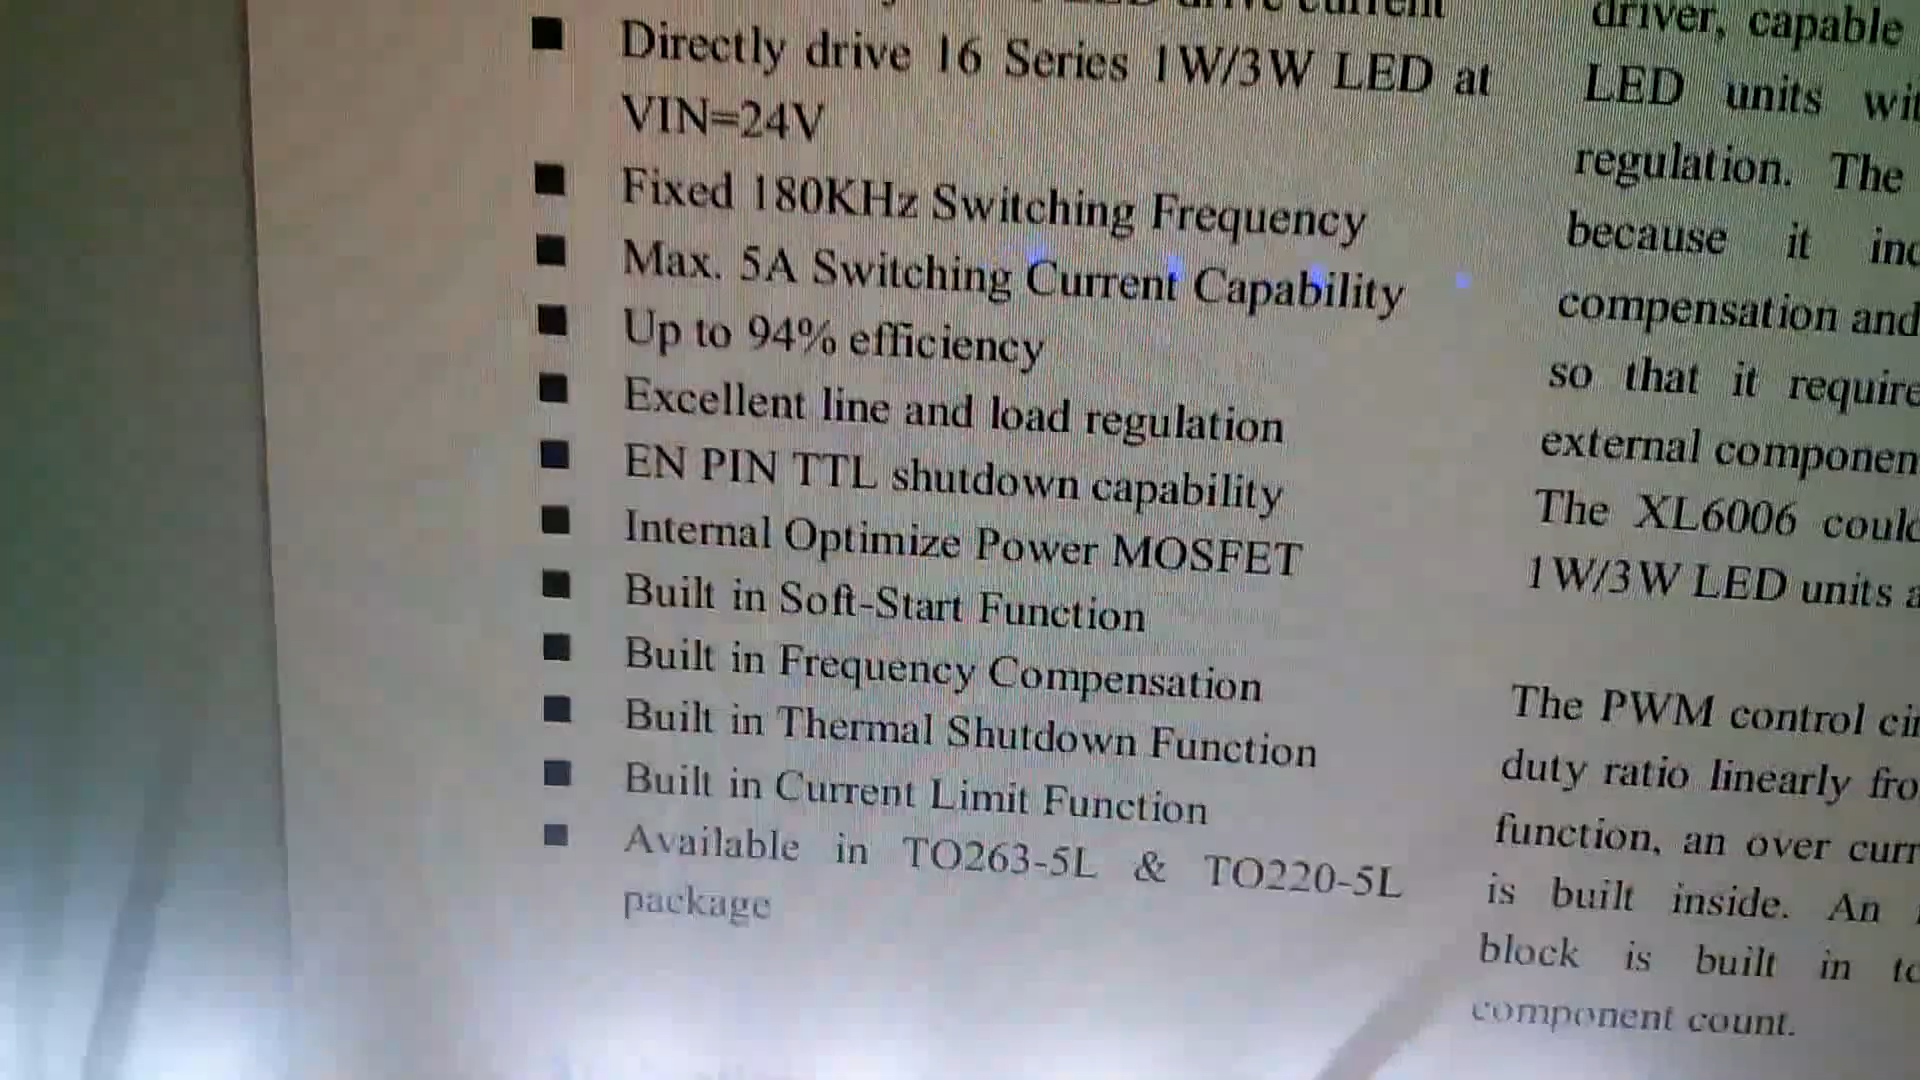 drive current
Directly drive 16 Series 1W/3W LED at
VIN=24V
Fixed 180KHz Switching Frequency
Max. 5A Switching Current Capability
Up to 94% efficiency
Excellent line and load regulation
EN PIN TTL shutdown capability
Internal Optimize Power MOSFET
Built in Soft-Start Function
Built in Frequency Compensation
Built in Thermal Shutdown Function
Built in Current Limit Function
Available in TO263-5L & TO220-5L
package
driver, capable
LED units
regulation. The
because it
compensation and
so that it
external
The XL6006
1W/3W LED units
The PWM control
duty ratio linearly
function, an over
is built inside. An
block is built in
component count.